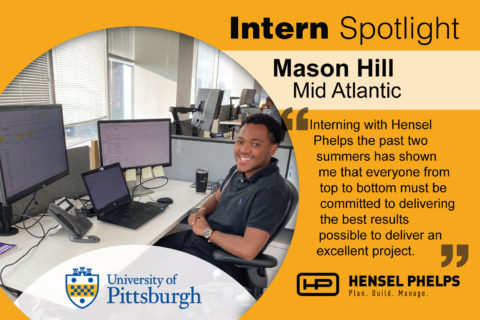 Intern Spotlight
Mason Hill
Mid Atlantic
“Interning with Hensel
Phelps the past two
summers has shown
me that everyone from
top to bottom must be
committed to delivering
the best results
possible to deliver an
excellent project.”
University of
Pittsburgh
HP HENSEL PHELPS
Plan. Build. Manage.